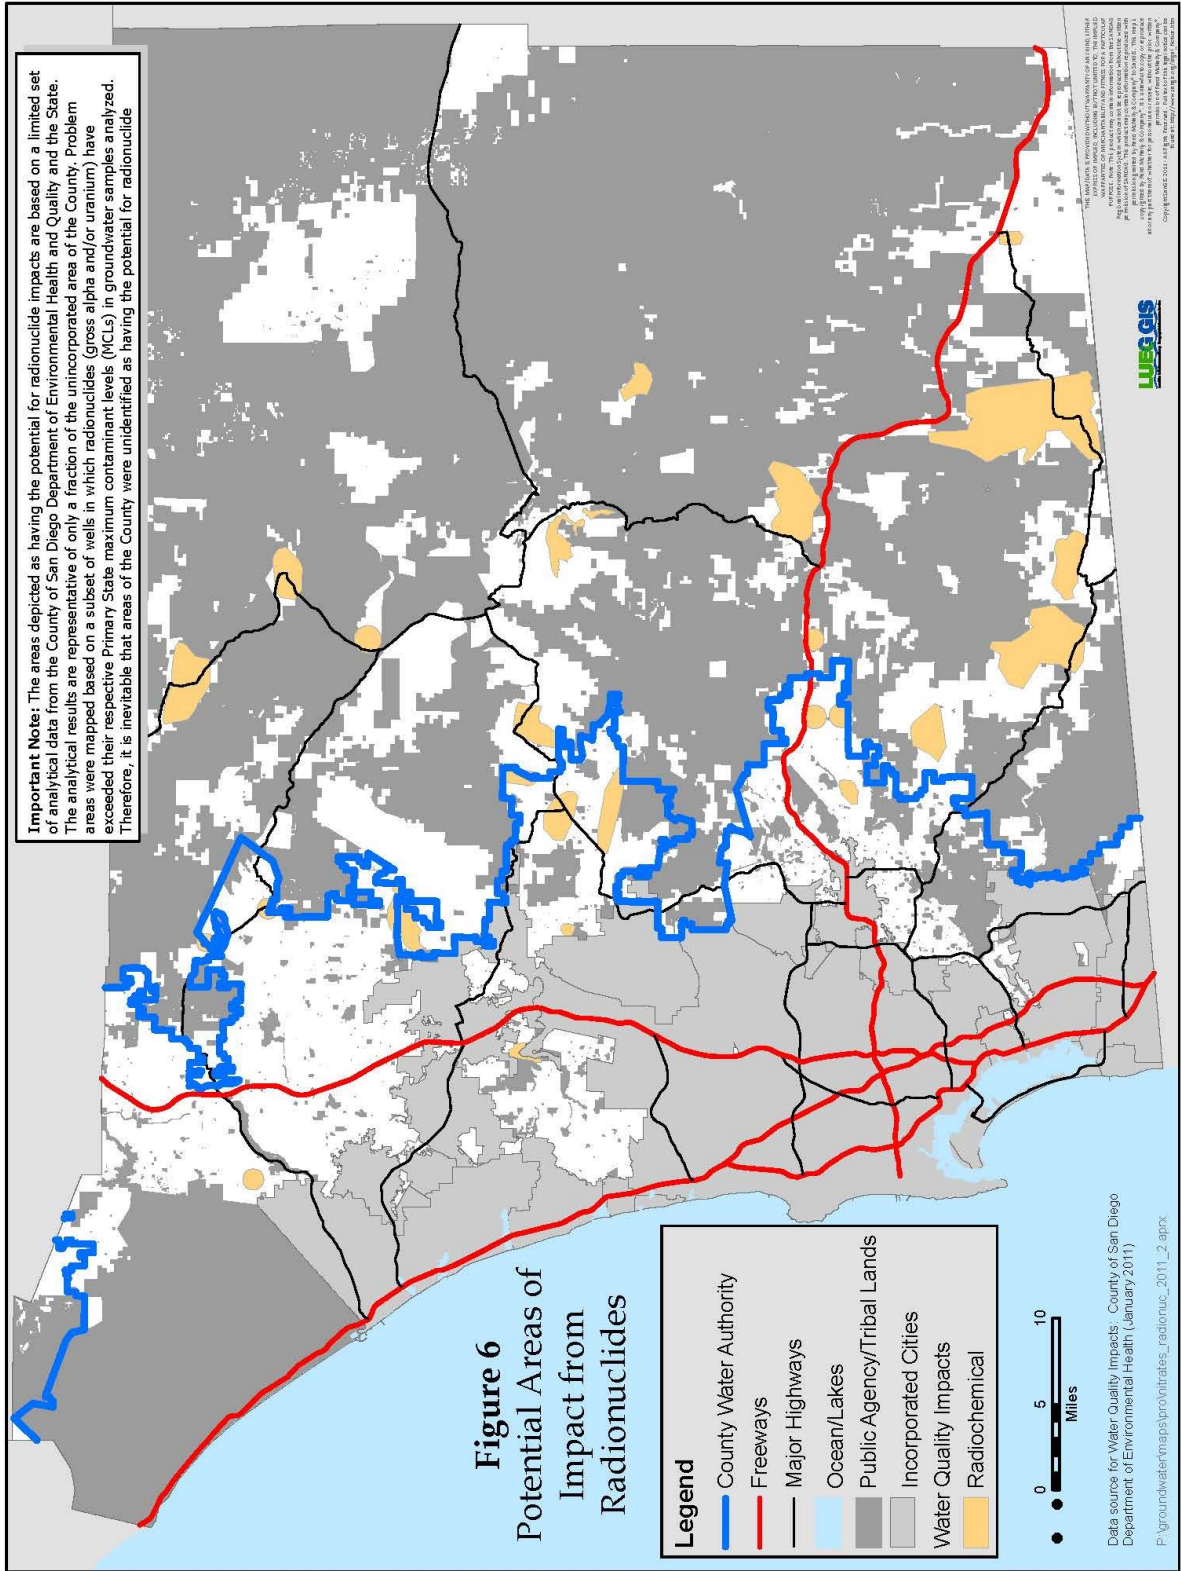 Important Note: The areas depicted as having the potential for radionuclide impacts are based on a limited set
of analytical data from the County of San Diego Department of Environmental Health and Quality and the State.
The analytical results are representative of only a fraction of the unincorporated area of the County. Problem
areas were mapped based on a subset of wells in which radionuclides (gross alpha and/or uranium) have
exceeded their respective Primary State maximum contaminant levels (MCLs) in groundwater samples analyzed.
Therefore, it is inevitable that areas of the County were unidentified as having the potential for radionuclide
Figure 6
Potential Areas of
Impact from
Radionuclides
Legend
County Water Authority
Freeways
Major Highways
Ocean/Lakes
Public Agency/Tribal Lands
Incorporated Cities
Water Quality Impacts
Radiochemical
0 5 10
Miles
Data source for Water Quality Impacts: County of San Diego
Department of Environmental Health (January 2011)
P:\groundwater\maps\pro\nitrates_radionuc_2011_2.aprx
LUEG GIS